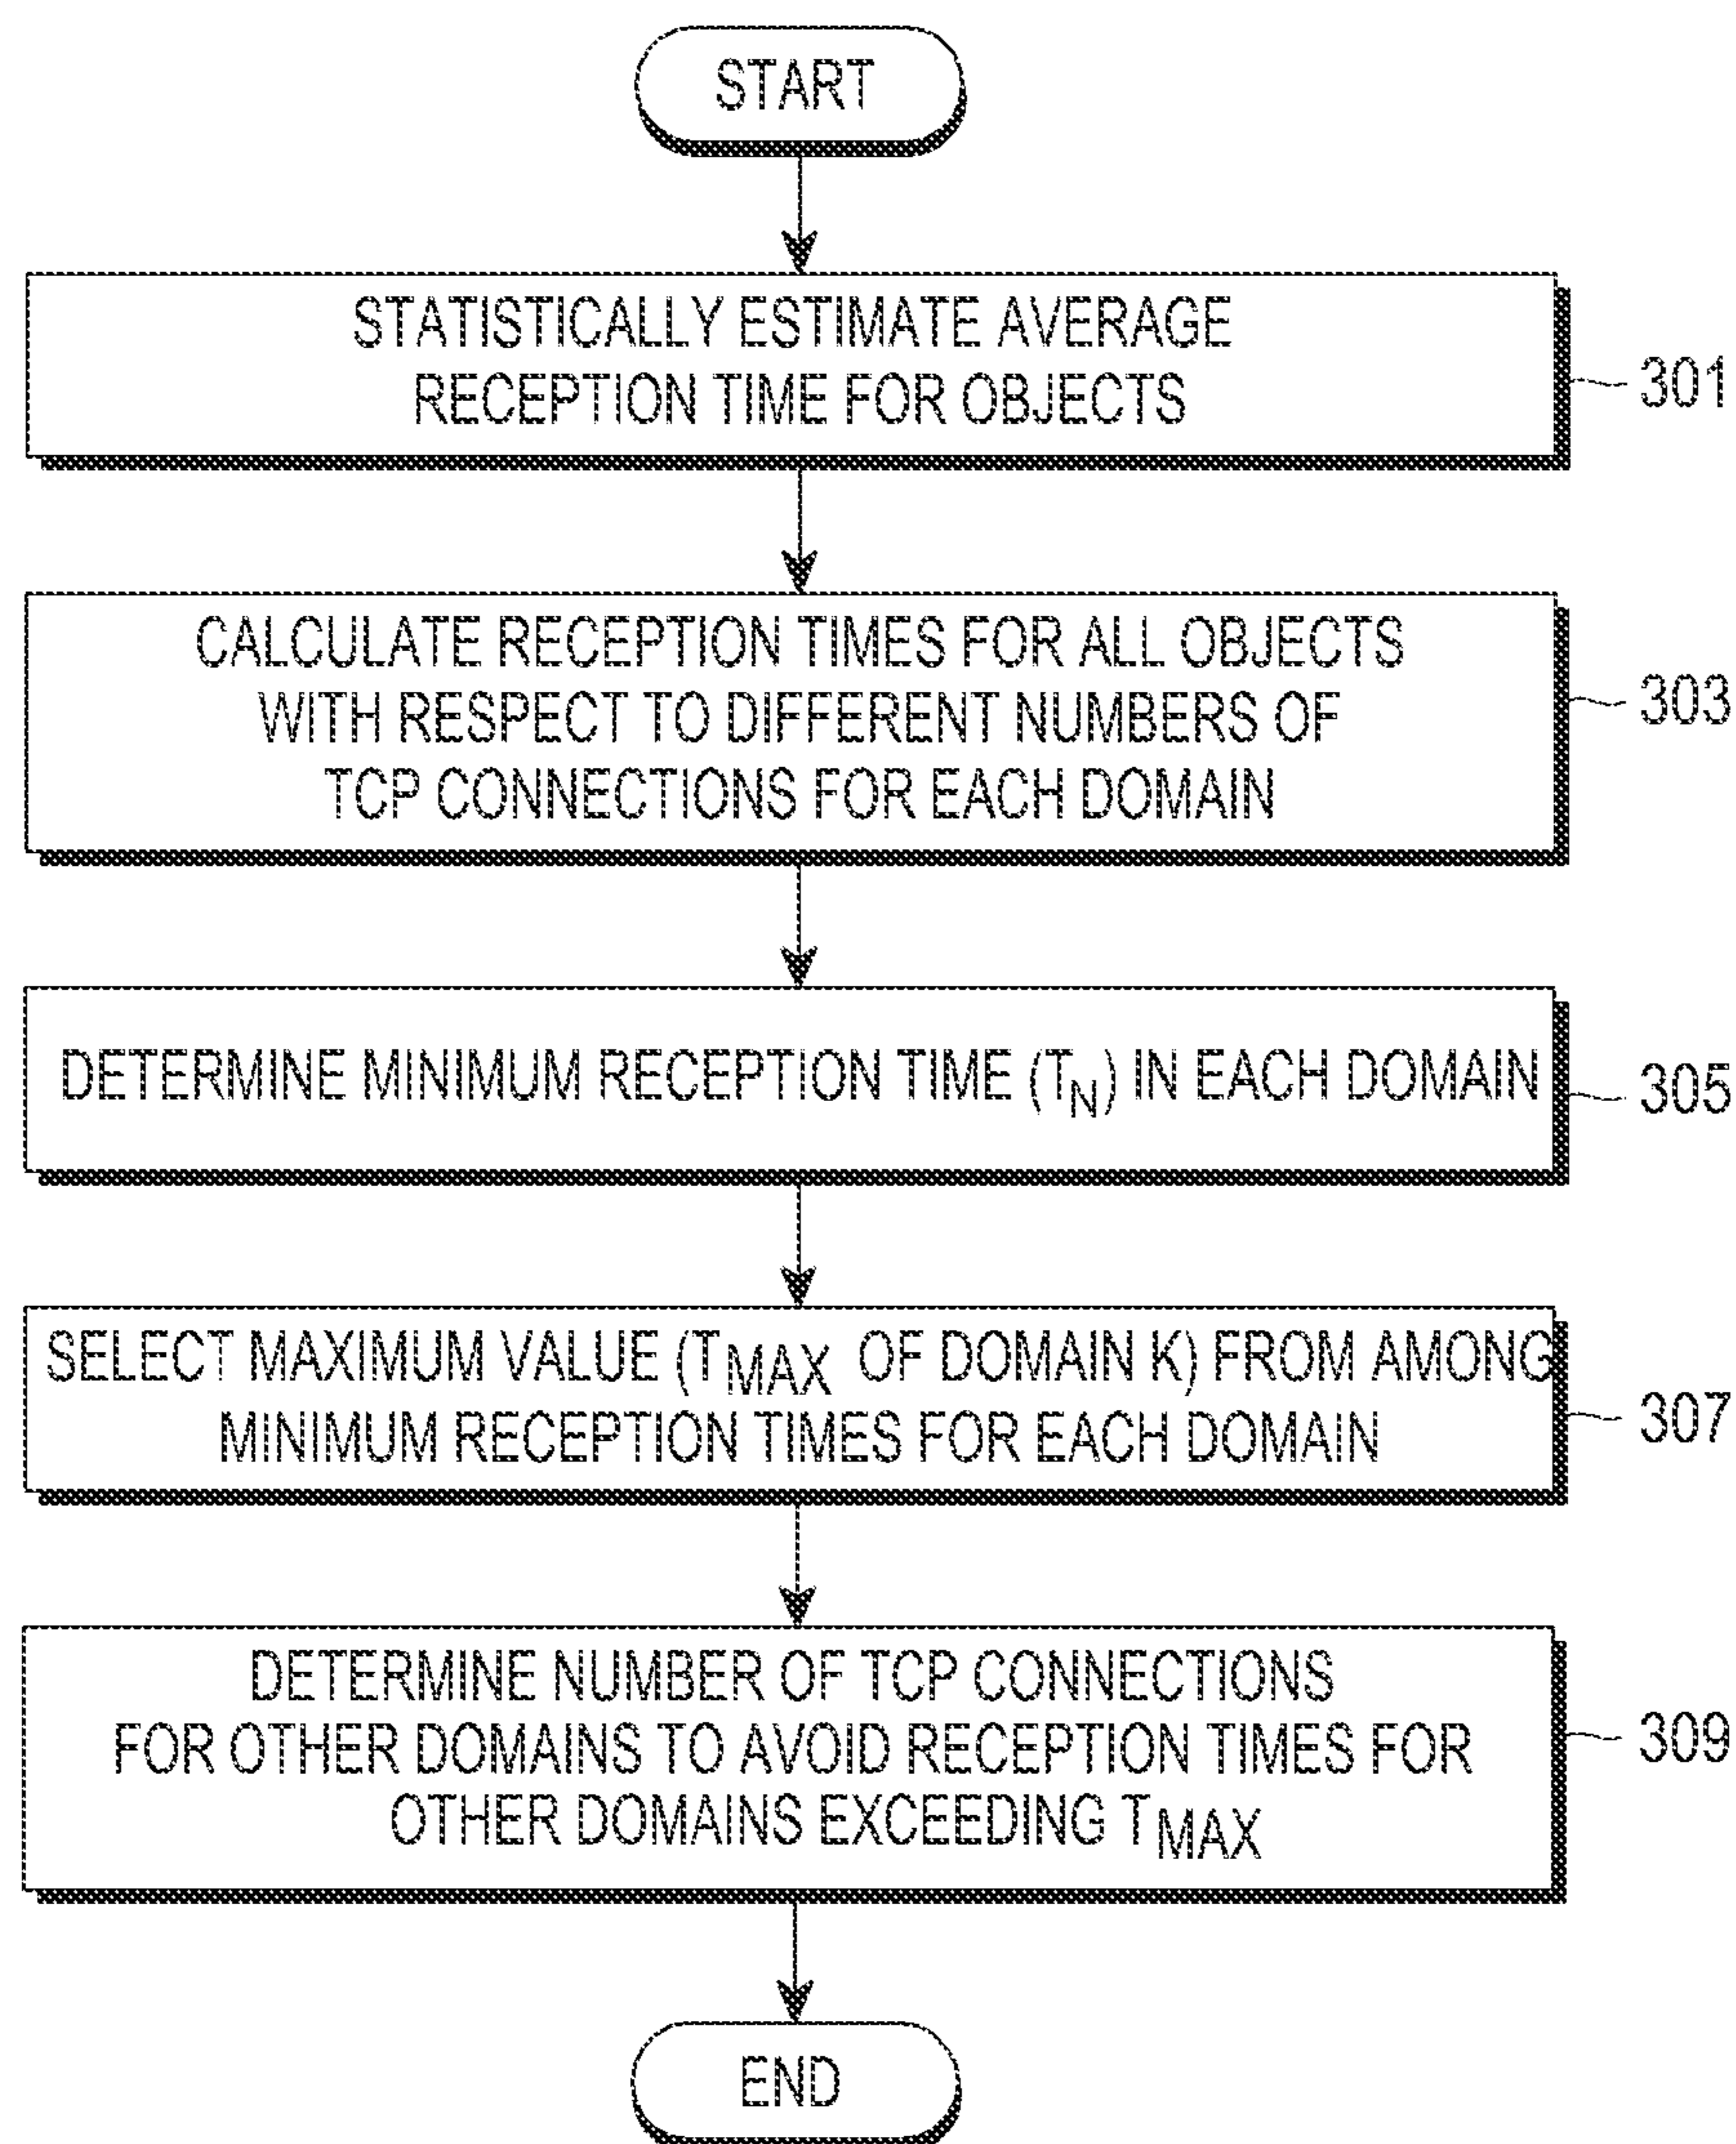 START
STATISTICALLY ESTIMATE AVERAGE
RECEPTION TIME FOR OBJECTS
301
CALCULATE RECEPTION TIMES FOR ALL OBJECTS
WITH RESPECT TO DIFFERENT NUMBERS OF
TCP CONNECTIONS FOR EACH DOMAIN
303
DETERMINE MINIMUM RECEPTION TIME (TN) IN EACH DOMAIN
305
SELECT MAXIMUM VALUE (TMAX OF DOMAIN K) FROM AMONG
MINIMUM RECEPTION TIMES FOR EACH DOMAIN
307
DETERMINE NUMBER OF TCP CONNECTIONS
FOR OTHER DOMAINS TO AVOID RECEPTION TIMES FOR
OTHER DOMAINS EXCEEDING TMAX
309
END